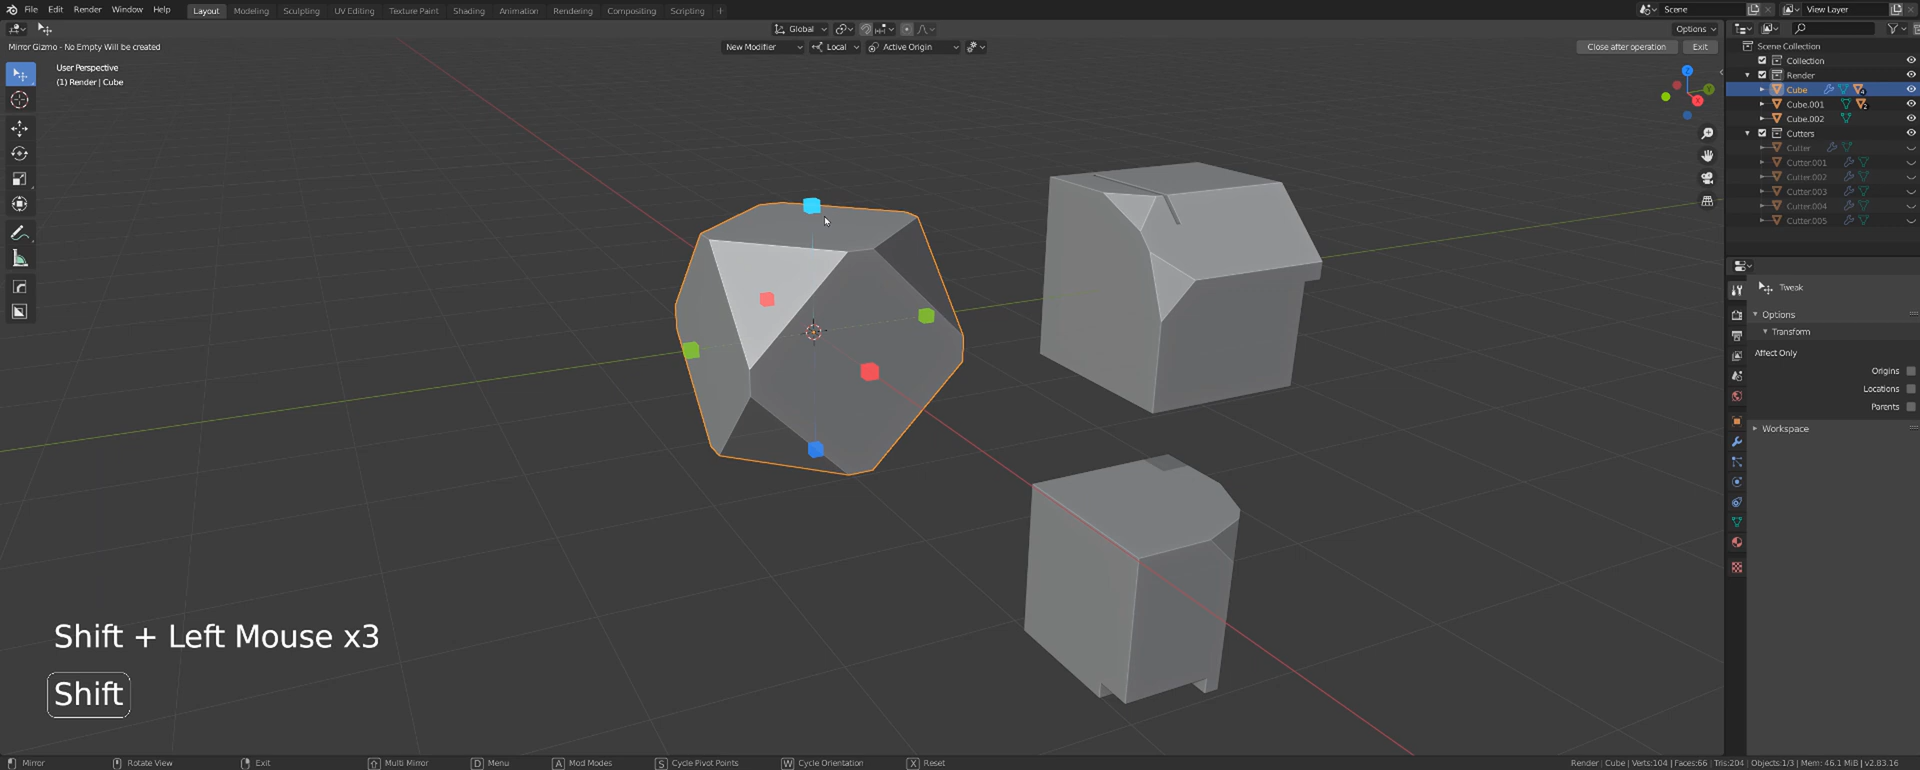 File Edit Render Window Help Layout Modeling Sculpting UV Editing Texture Paint Shading Animation Rendering Compositing Scripting + Scene View Layer
Global Options
Mirror Gizmo - No Empty Will be created New Modifier Local Active Origin Close after operation Exit
User Perspective
(1) Render | Cube
Scene Collection
Collection
Render
Cube
Cube.001
Cube.002
Cutters
Cutter
Cutter.001
Cutter.002
Cutter.003
Cutter.004
Cutter.005
Z
Y
X
Tweak
Options
Transform
Affect Only
Origins
Locations
Parents
Workspace
Shift + Left Mouse x3
Shift
Mirror Rotate View Exit Multi Mirror D Menu A Mod Modes S Cycle Pivot Points W Cycle Orientation X Reset Render | Cube | Verts:104 | Faces:66 | Tris:204 | Objects:1/3 | Mem: 46.1 MiB | v2.83.16